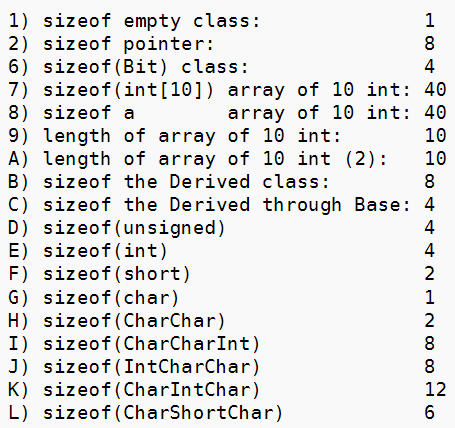 1) sizeof empty class:              1
2) sizeof pointer:                  8
6) sizeof(Bit) class:               4
7) sizeof(int[10]) array of 10 int: 40
8) sizeof a        array of 10 int: 40
9) length of array of 10 int:       10
A) length of array of 10 int (2):   10
B) sizeof the Derived class:        8
C) sizeof the Derived through Base: 4
D) sizeof(unsigned)                 4
E) sizeof(int)                      4
F) sizeof(short)                    2
G) sizeof(char)                     1
H) sizeof(CharChar)                 2
I) sizeof(CharCharInt)              8
J) sizeof(IntCharChar)              8
K) sizeof(CharIntChar)              12
L) sizeof(CharShortChar)            6